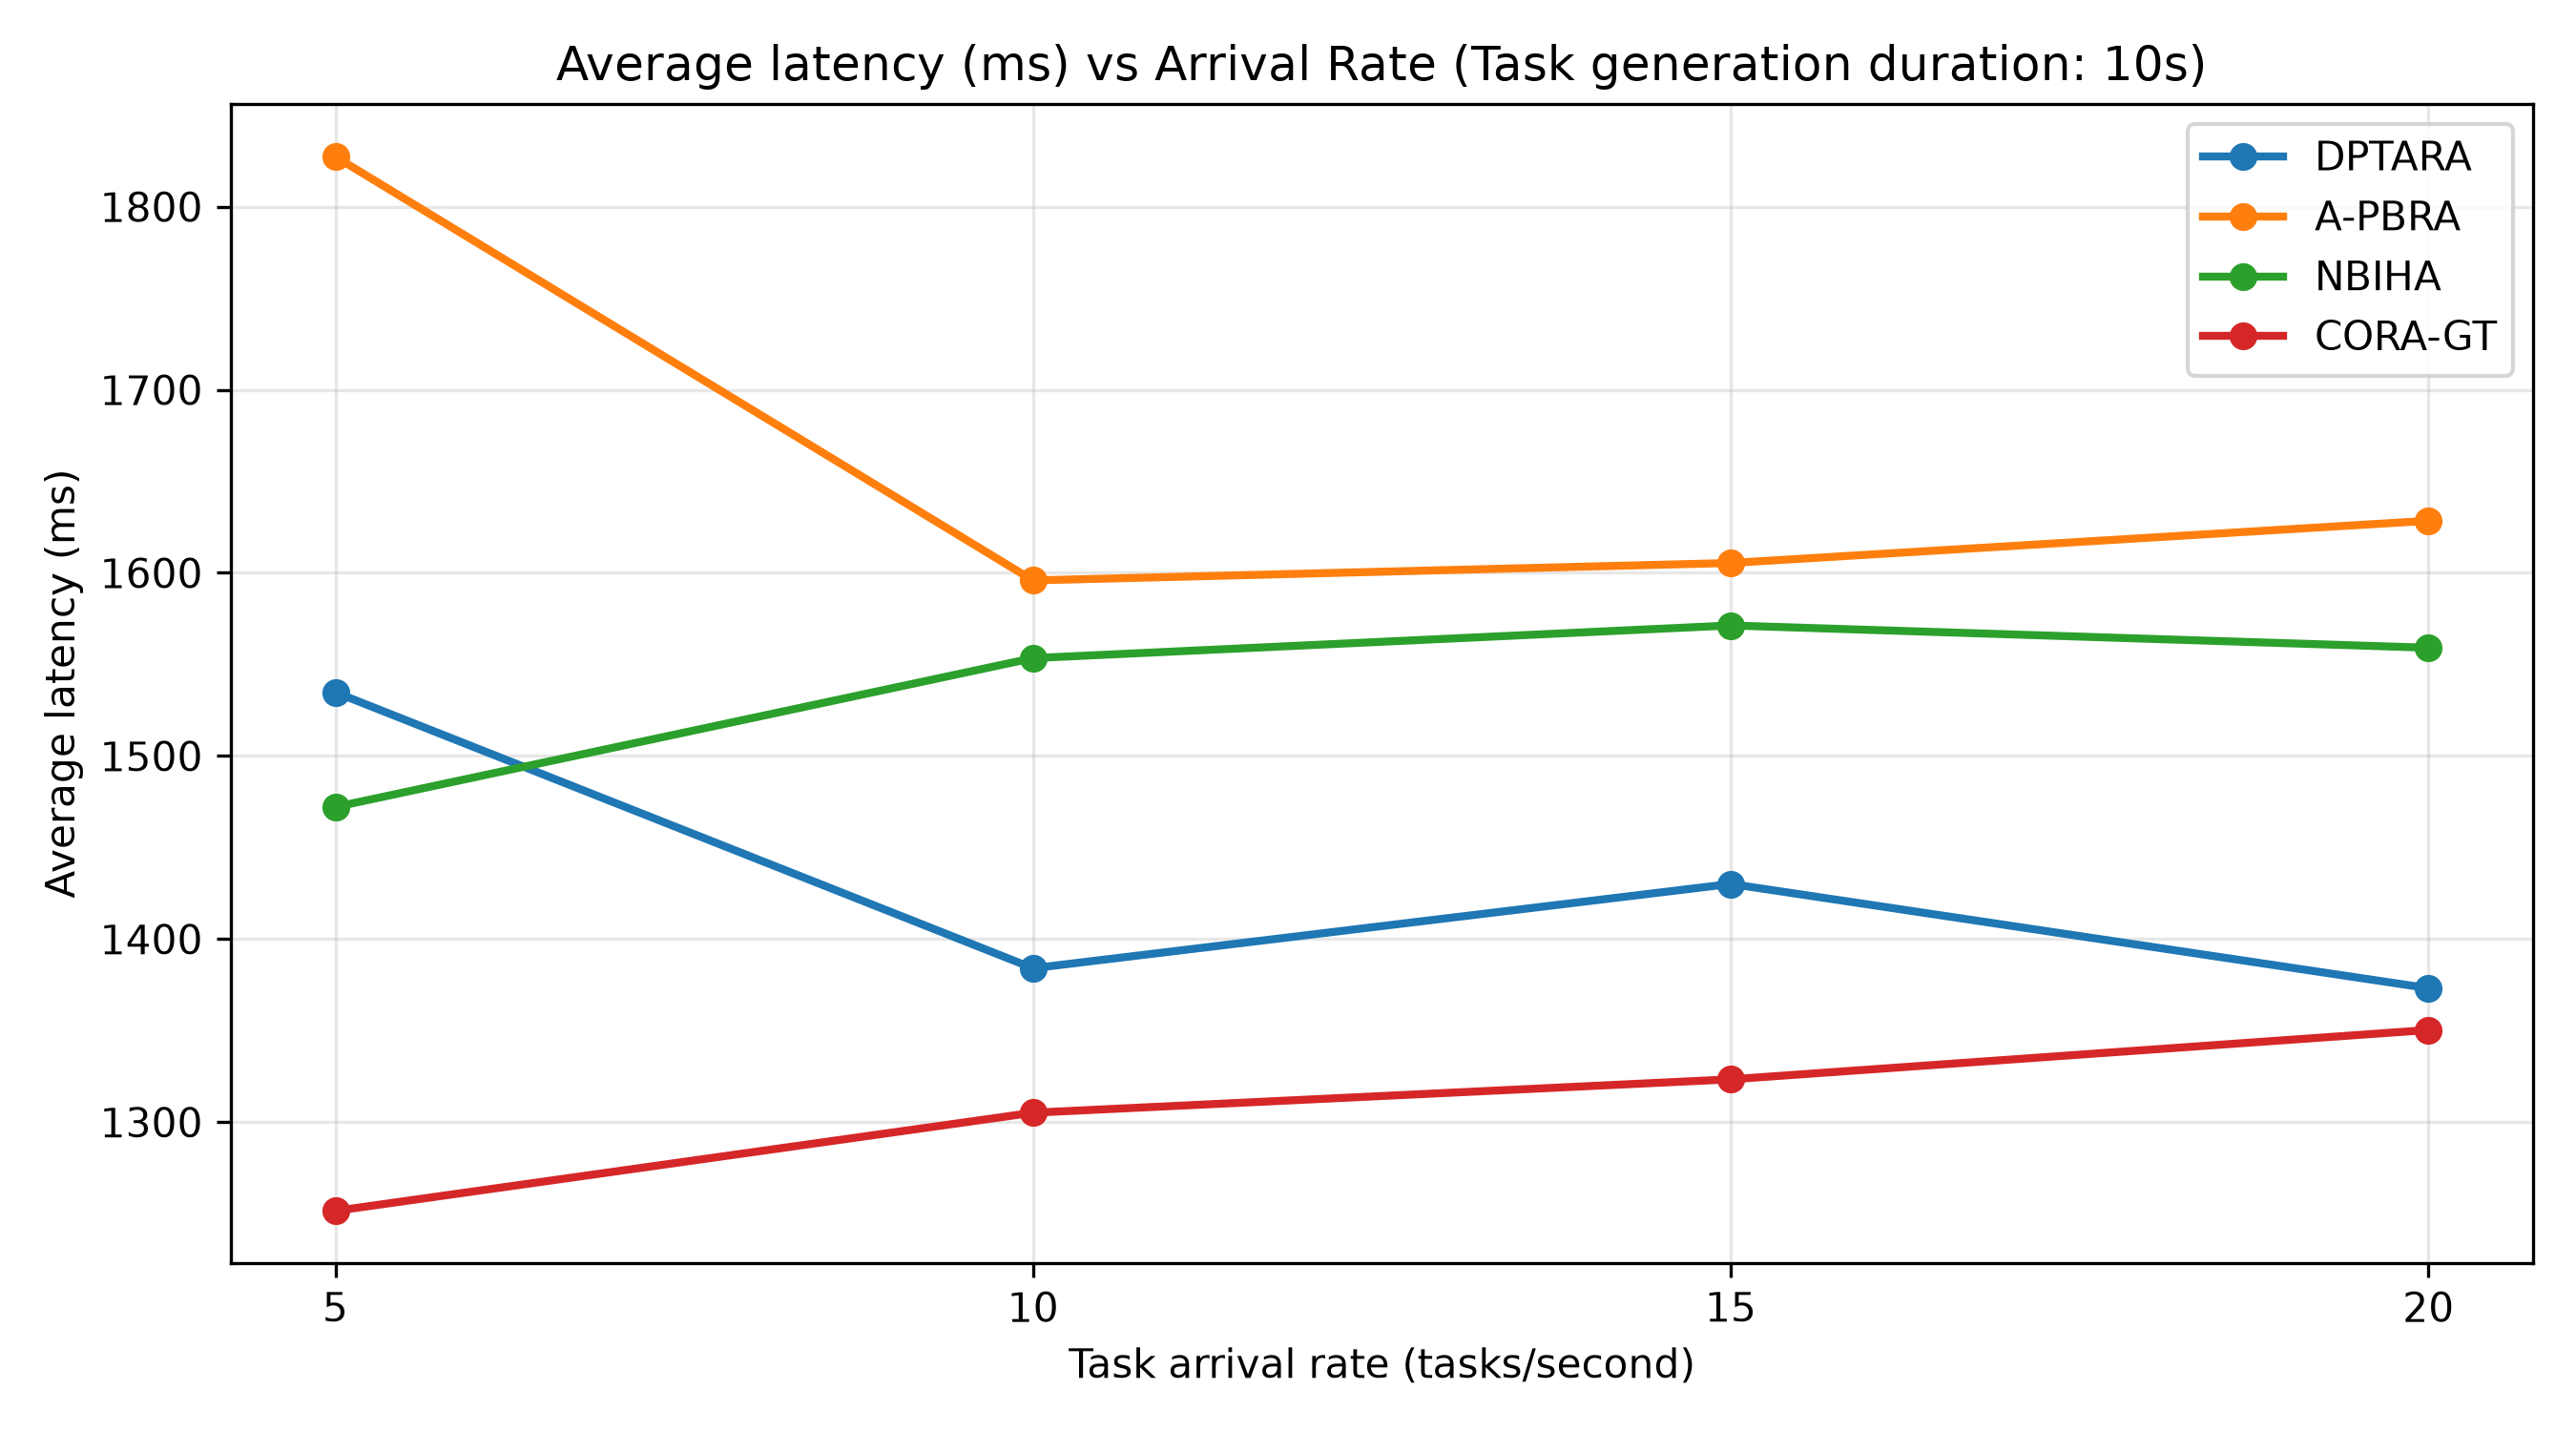 Average latency (ms) vs Arrival Rate (Task generation duration: 10s)
DPTARA
A-PBRA
NBIHA
CORA-GT
Average latency (ms)
1800
1700
1600
1500
1400
1300
5
10
15
20
Task arrival rate (tasks/second)